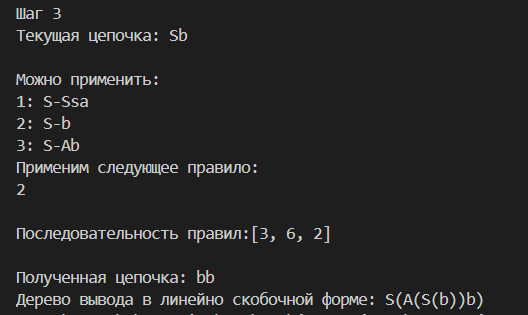 Шаг 3
Текущая цепочка: Sb
Можно применить:
1: S-Ssa
2: S-b
3: S-Ab
Применим следующее правило:
2
Последовательность правил:[3, 6, 2]
Полученная цепочка: bb
Дерево вывода в линейно скобочной форме: S(A(S(b))b)